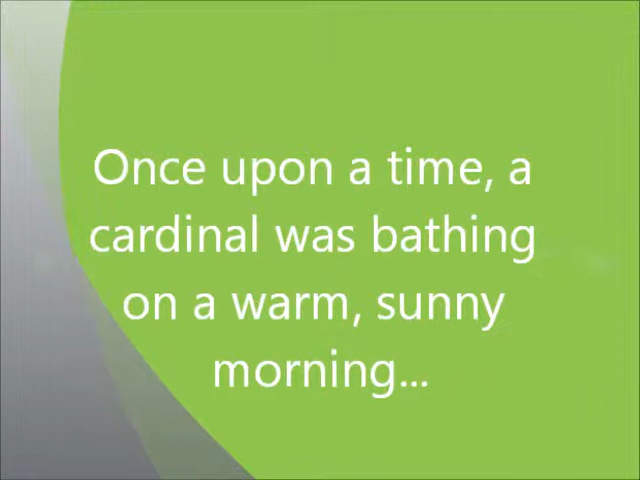 Once upon a time, a
cardinal was bathing
on a warm, sunny
morning...